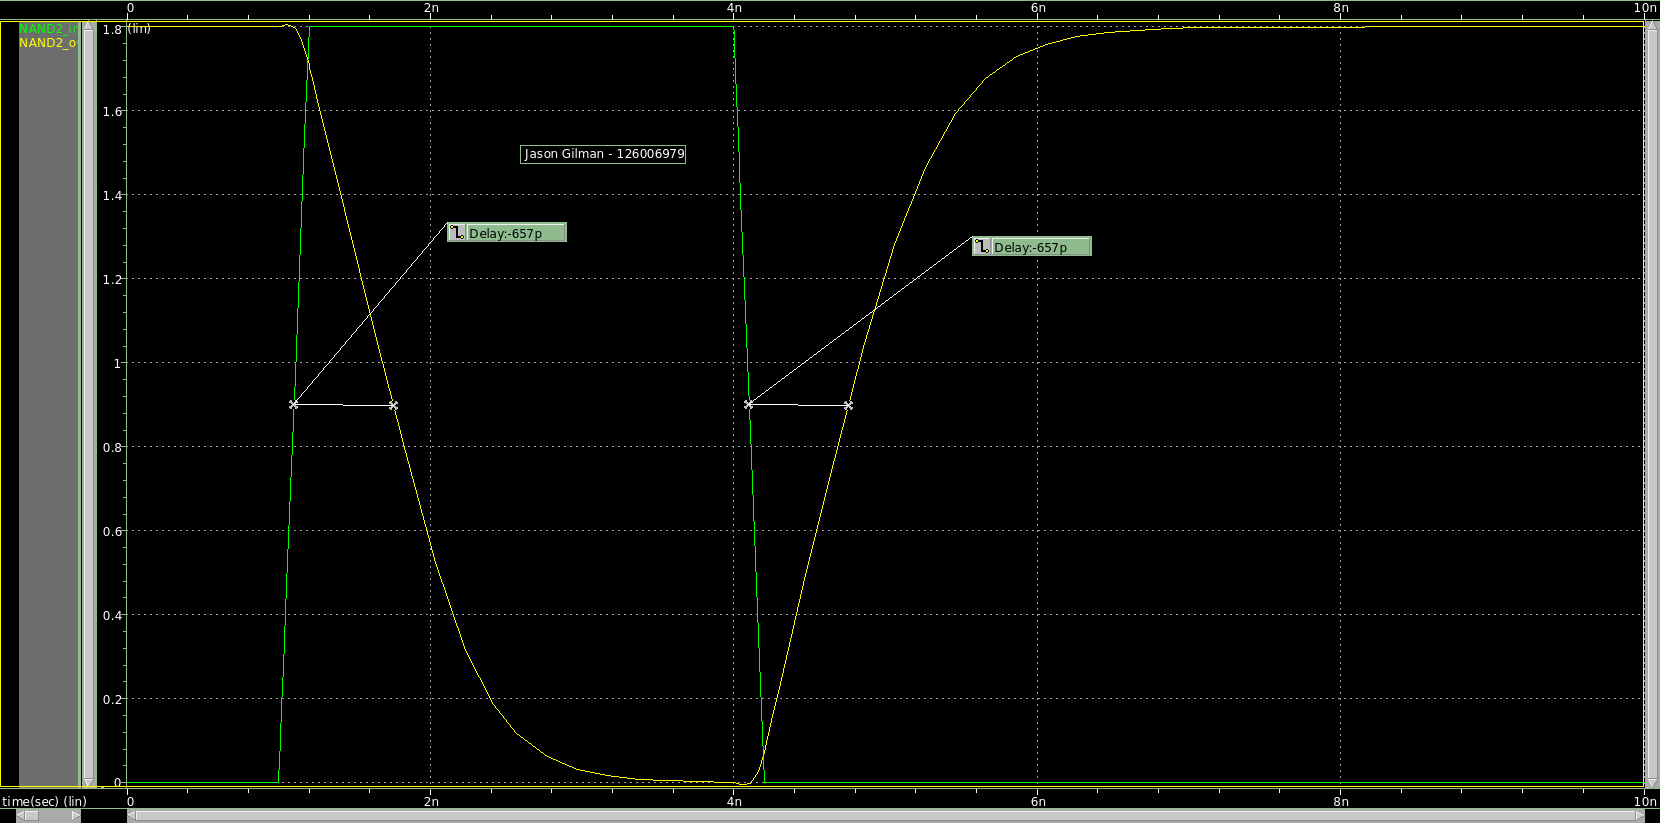 0 2n 4n 6n 8n 10n
NAND2_in
NAND2_o
1.8 (lin)
1.6
Jason Gilman - 126006979
1.4
Delay:-657p
Delay:-657p
1.2
1
0.8
0.6
0.4
0.2
0
time(sec) (lin) 0 2n 4n 6n 8n 10n